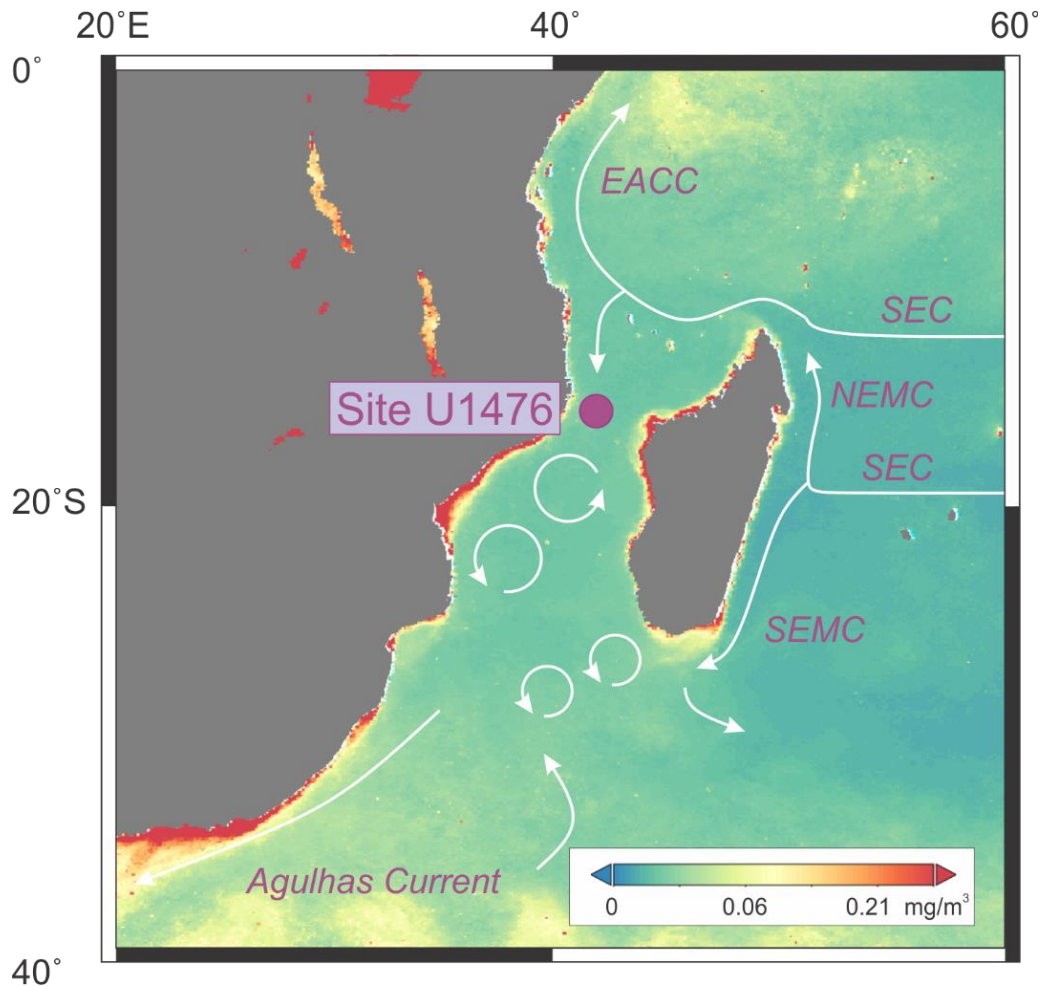 20˚E
40˚
60˚
0˚
EACC
SEC
NEMC
Site U1476
SEC
20˚S
SEMC
Agulhas Current
0
0.06
0.21
mg/m³
40˚